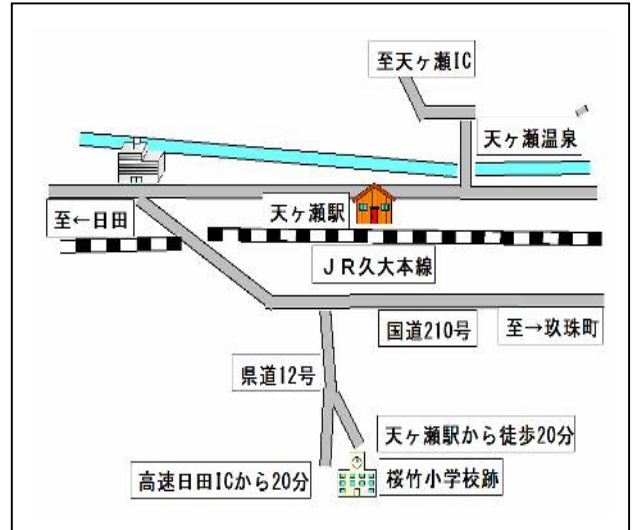 至天ヶ瀬IC
天ヶ瀬温泉
天ヶ瀬駅
至←日田
JR久大本線
国道210号
至→玖珠町
県道12号
天ヶ瀬駅から徒歩20分
高速日田ICから20分
桜竹小学校跡